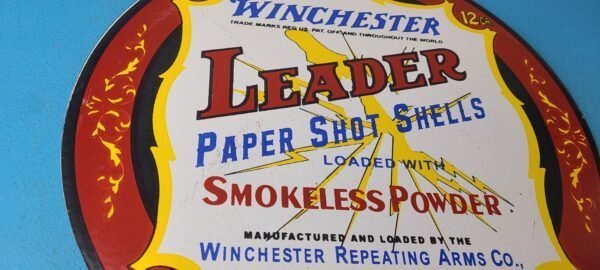 WINCHESTER
TRADE MARKS REG. US. PAT. OFF. AND THROUGHOUT THE WORLD
12 GA.
LEADER
PAPER SHOT SHELLS
LOADED WITH
SMOKELESS POWDER
MANUFACTURED AND LOADED BY THE
WINCHESTER REPEATING ARMS CO.,